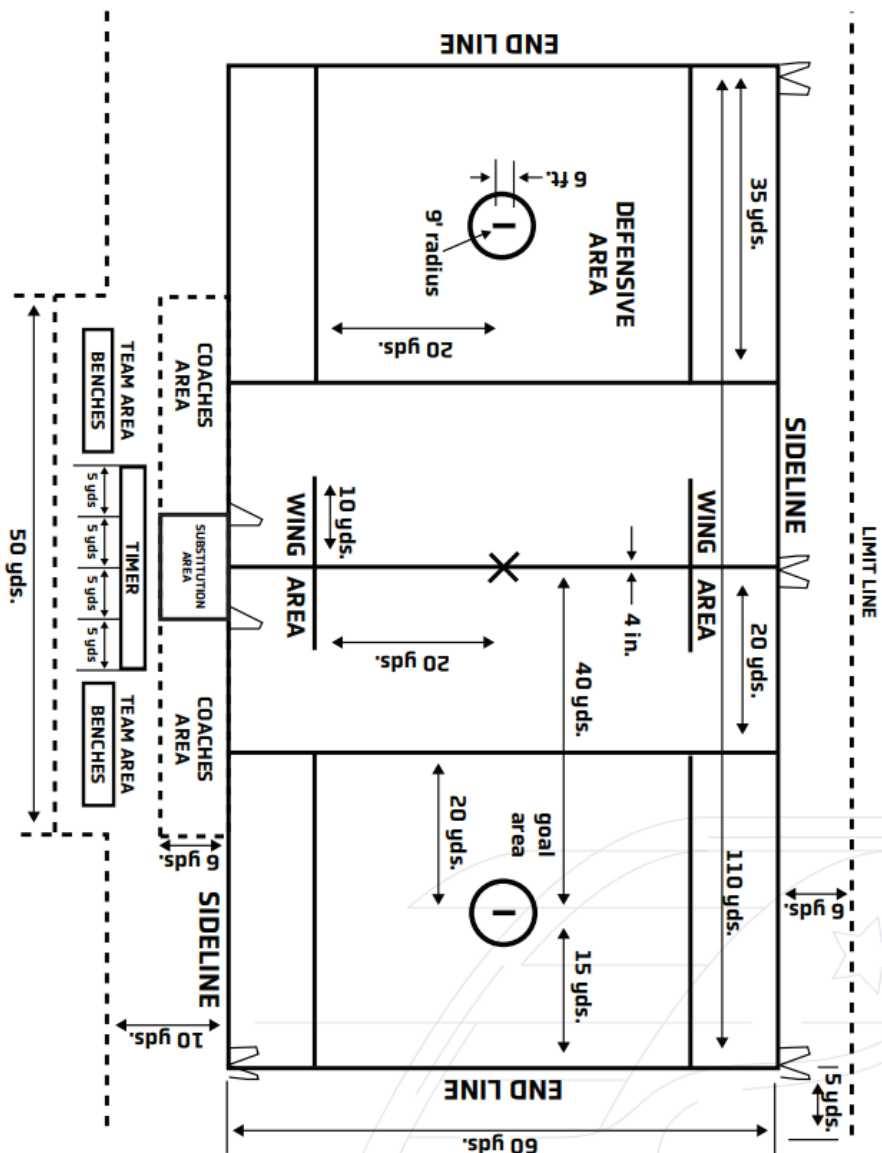 END LINE
6 ft.
9' radius
DEFENSIVE
AREA
35 yds.
20 yds.
SIDELINE
LIMIT LINE
COACHES
AREA
TEAM AREA
BENCHES
5 yds
5 yds
5 yds
5 yds
TIMER
SUBSTITUTION
AREA
50 yds.
WING
AREA
10 yds.
WING
AREA
4 in.
20 yds.
20 yds.
40 yds.
COACHES
AREA
TEAM AREA
BENCHES
6 yds.
20 yds.
goal
area
110 yds.
6 yds.
SIDELINE
15 yds.
10 yds.
END LINE
5 yds.
60 yds.